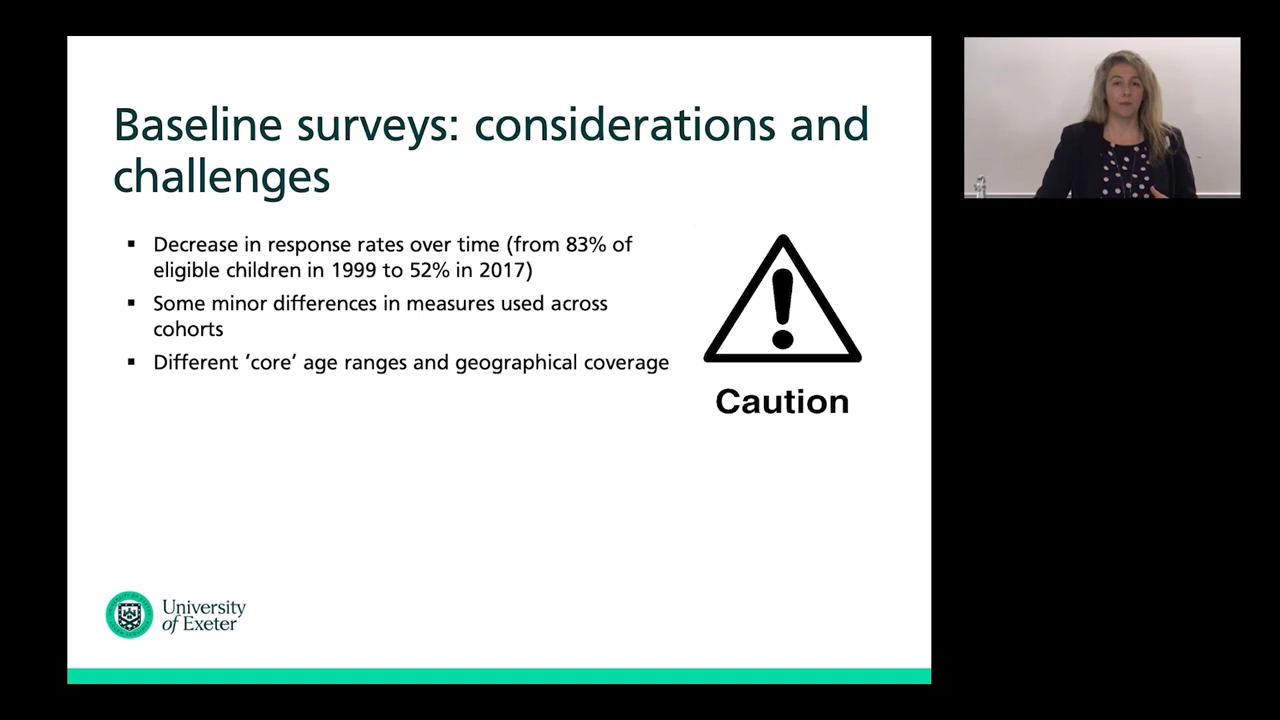 Baseline surveys: considerations and
challenges
▪ Decrease in response rates over time (from 83% of
eligible children in 1999 to 52% in 2017)
▪ Some minor differences in measures used across
cohorts
▪ Different ‘core’ age ranges and geographical coverage
Caution
University
of Exeter